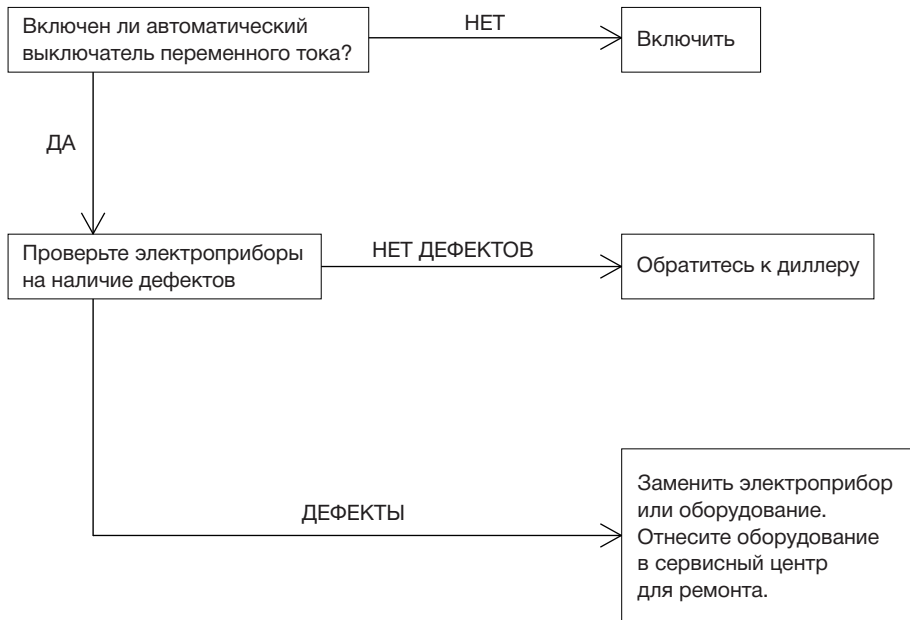 Включен ли автоматический
выключатель переменного тока?
НЕТ
Включить
ДА
Проверьте электроприборы
на наличие дефектов
НЕТ ДЕФЕКТОВ
Обратитесь к диллеру
ДЕФЕКТЫ
Заменить электроприбор
или оборудование.
Отнесите оборудование
в сервисный центр
для ремонта.